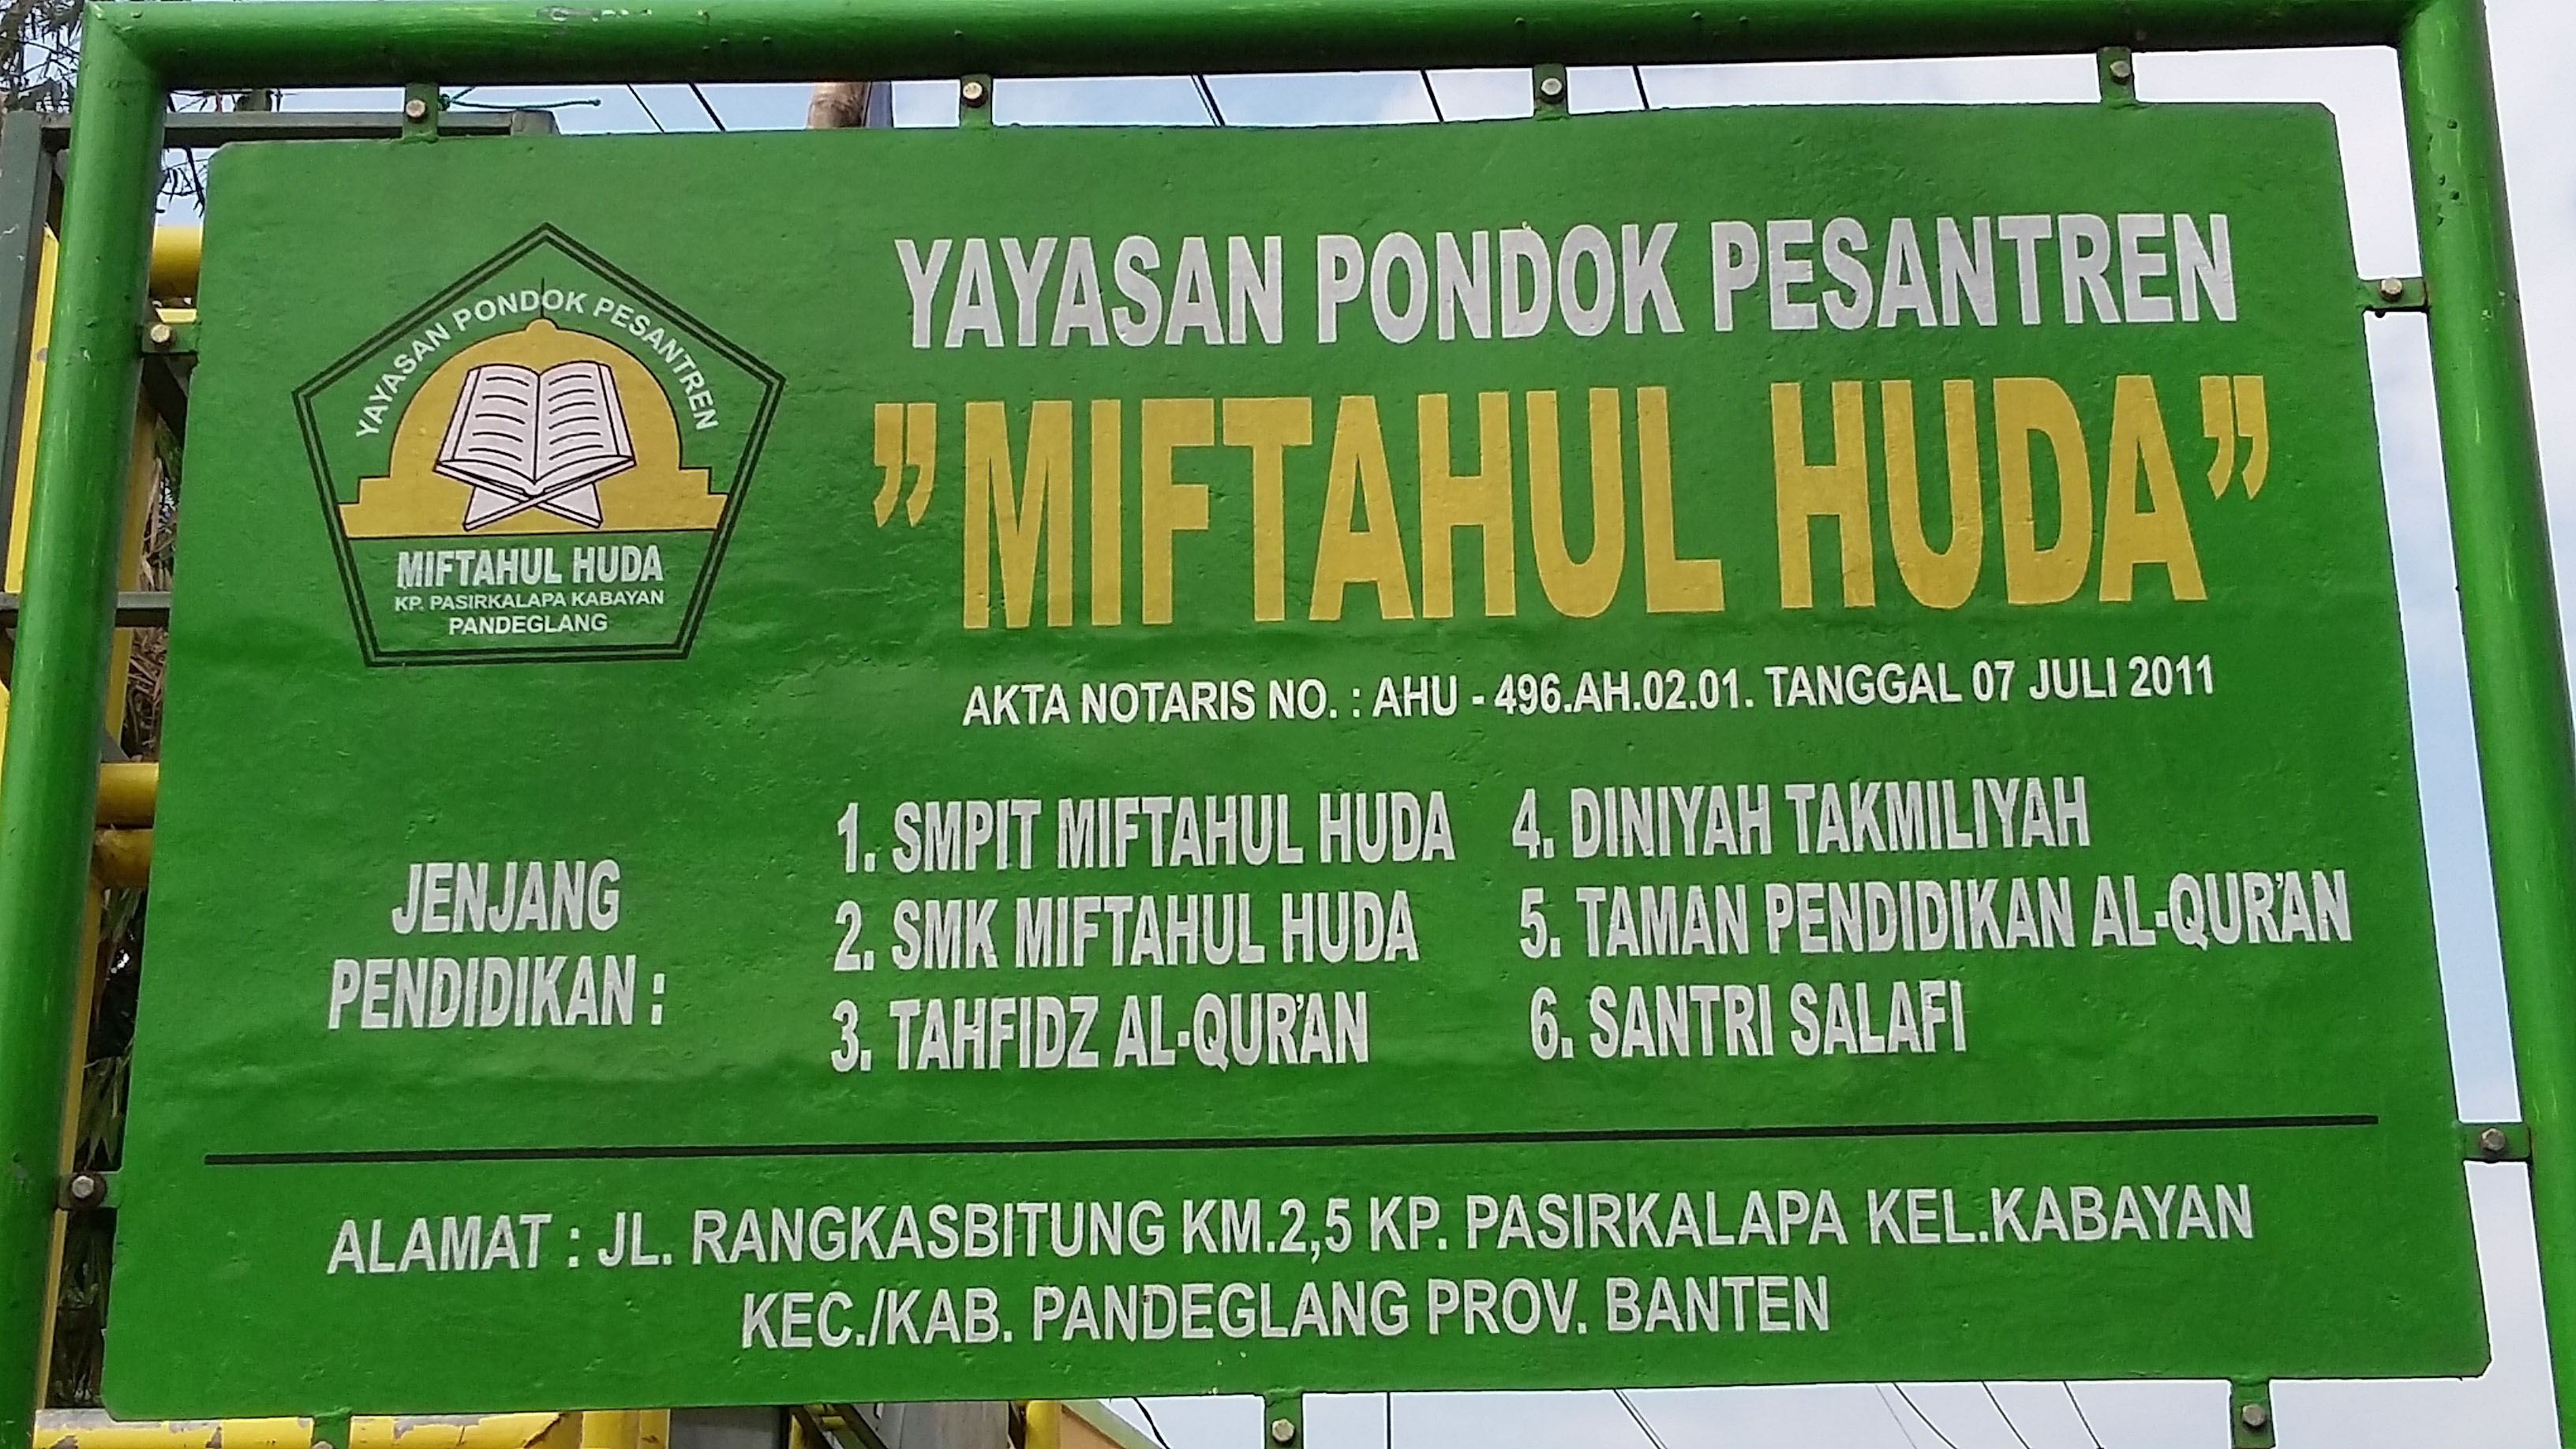 YAYASAN PONDOK PESANTREN
MIFTAHUL HUDA
KP. PASIRKALAPA KABAYAN
PANDEGLANG
YAYASAN PONDOK PESANTREN
”MIFTAHUL HUDA”
AKTA NOTARIS NO. : AHU - 496.AH.02.01. TANGGAL 07 JULI 2011
JENJANG
PENDIDIKAN :
1. SMPIT MIFTAHUL HUDA
2. SMK MIFTAHUL HUDA
3. TAHFIDZ AL-QUR'AN
4. DINIYAH TAKMILIYAH
5. TAMAN PENDIDIKAN AL-QUR'AN
6. SANTRI SALAFI
ALAMAT : JL. RANGKASBITUNG KM.2,5 KP. PASIRKALAPA KEL.KABAYAN
KEC./KAB. PANDEGLANG PROV. BANTEN